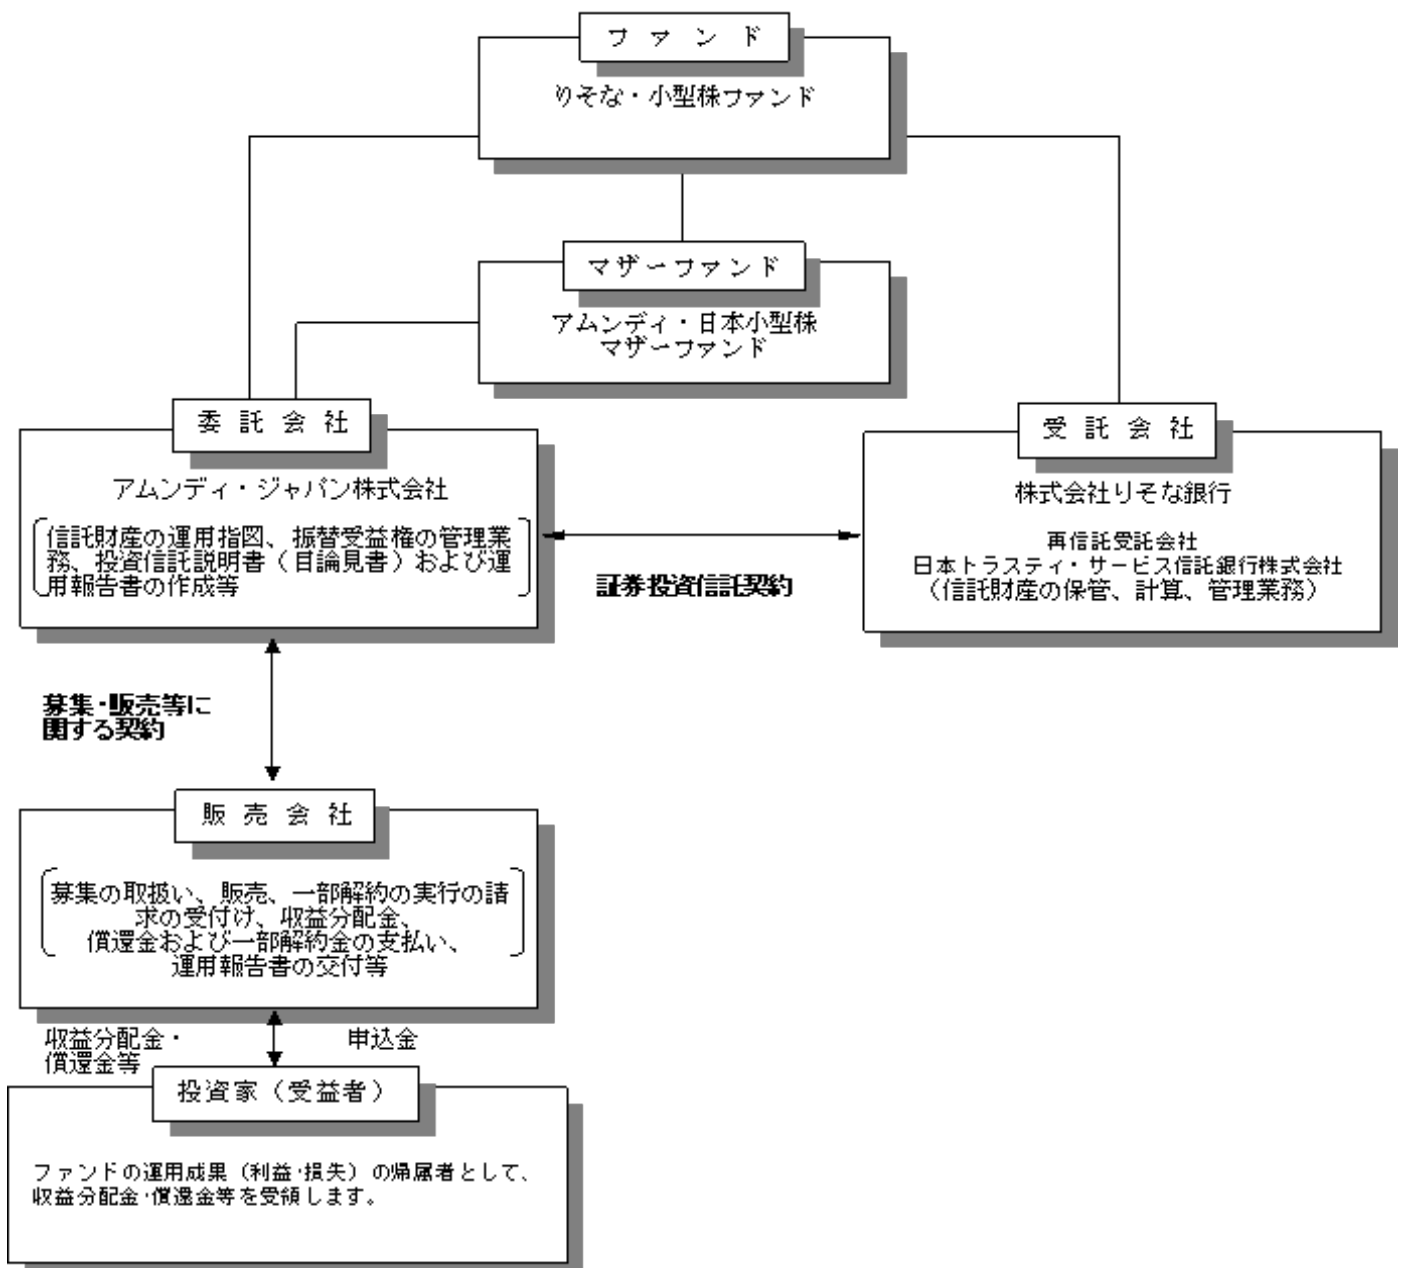 ファンド
りそな・小型株ファンド
マザーファンド
アムンディ・日本小型株
マザーファンド
委託会社
アムンディ・ジャパン株式会社
信託財産の運用指図、振替受益権の管理業
務、投資信託説明書（目論見書）および運
用報告書の作成等
証券投資信託契約
受託会社
株式会社りそな銀行
再信託受託会社
日本トラスティ・サービス信託銀行株式会社
（信託財産の保管、計算、管理業務）
募集・販売等に
関する契約
販売会社
募集の取扱い、販売、一部解約の実行の請
求の受付け、収益分配金、
償還金および一部解約金の支払い、
運用報告書の交付等
収益分配金・
償還金等
申込金
投資家（受益者）
ファンドの運用成果（利益・損失）の帰属者として、
収益分配金・償還金等を受領します。